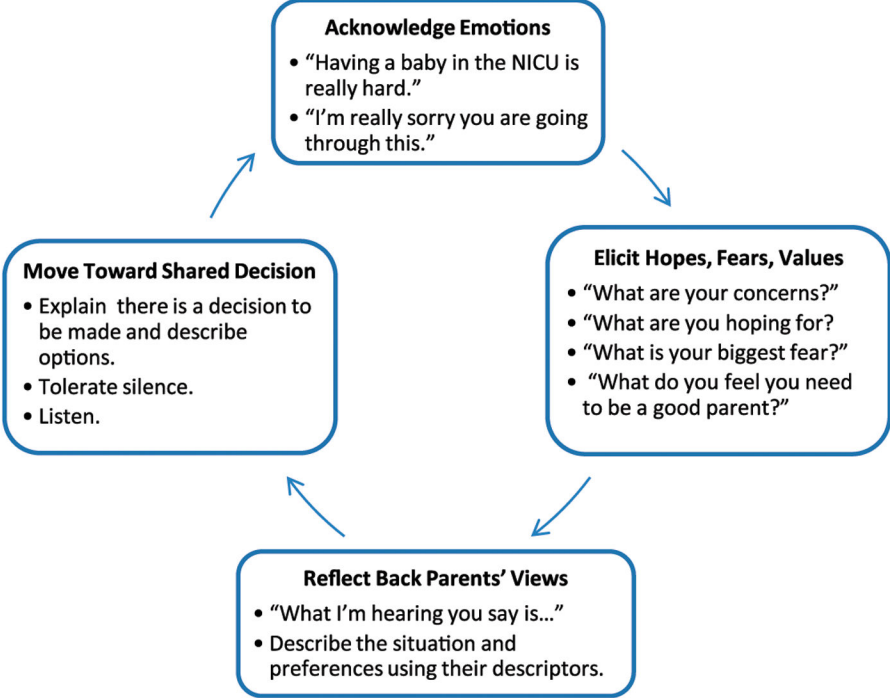 Acknowledge Emotions
• “Having a baby in the NICU is
really hard.”
• “I’m really sorry you are going
through this.”
Elicit Hopes, Fears, Values
• “What are your concerns?”
• “What are you hoping for?
• “What is your biggest fear?”
• “What do you feel you need
to be a good parent?”
Reflect Back Parents’ Views
• “What I’m hearing you say is…”
• Describe the situation and
preferences using their descriptors.
Move Toward Shared Decision
• Explain there is a decision to
be made and describe
options.
• Tolerate silence.
• Listen.